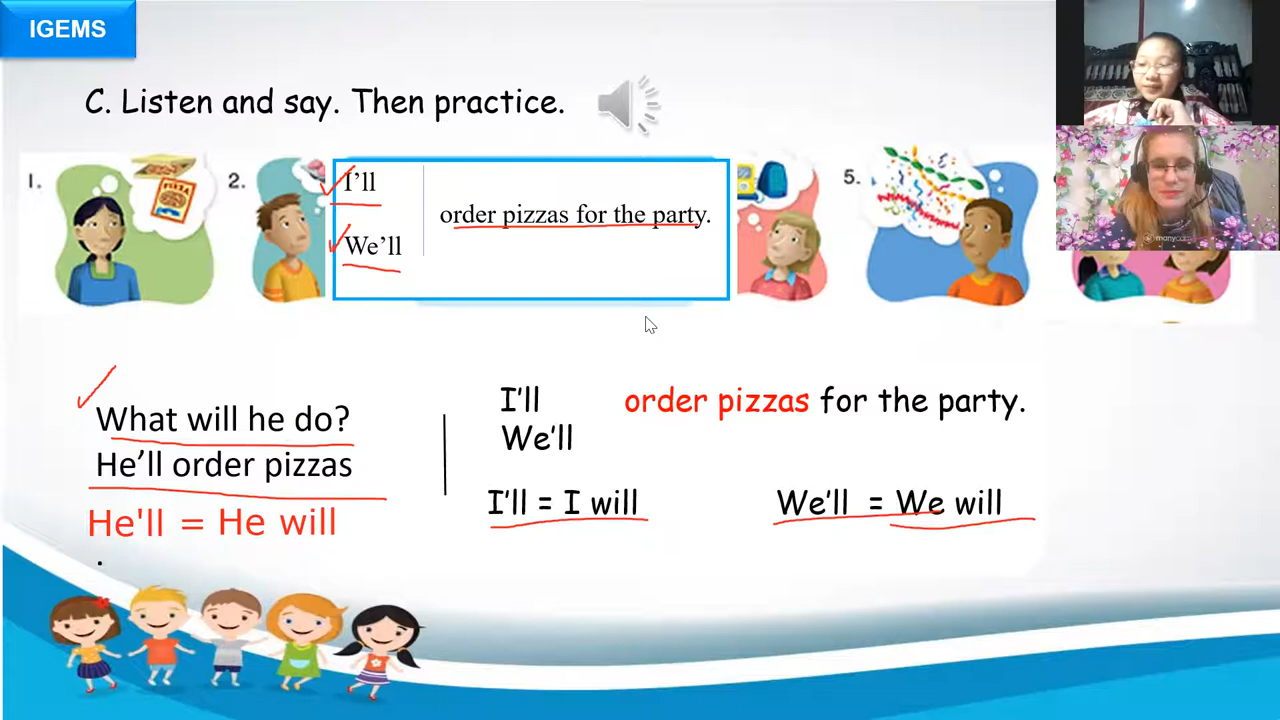 IGEMS
C. Listen and say. Then practice.
1.
2.
I'll
order pizzas for the party.
We'll
5.
PIZZA
manycam
What will he do?
He'll order pizzas
He'll = He will
.
I'll order pizzas for the party.
We'll
I'll = I will
We'll = We will